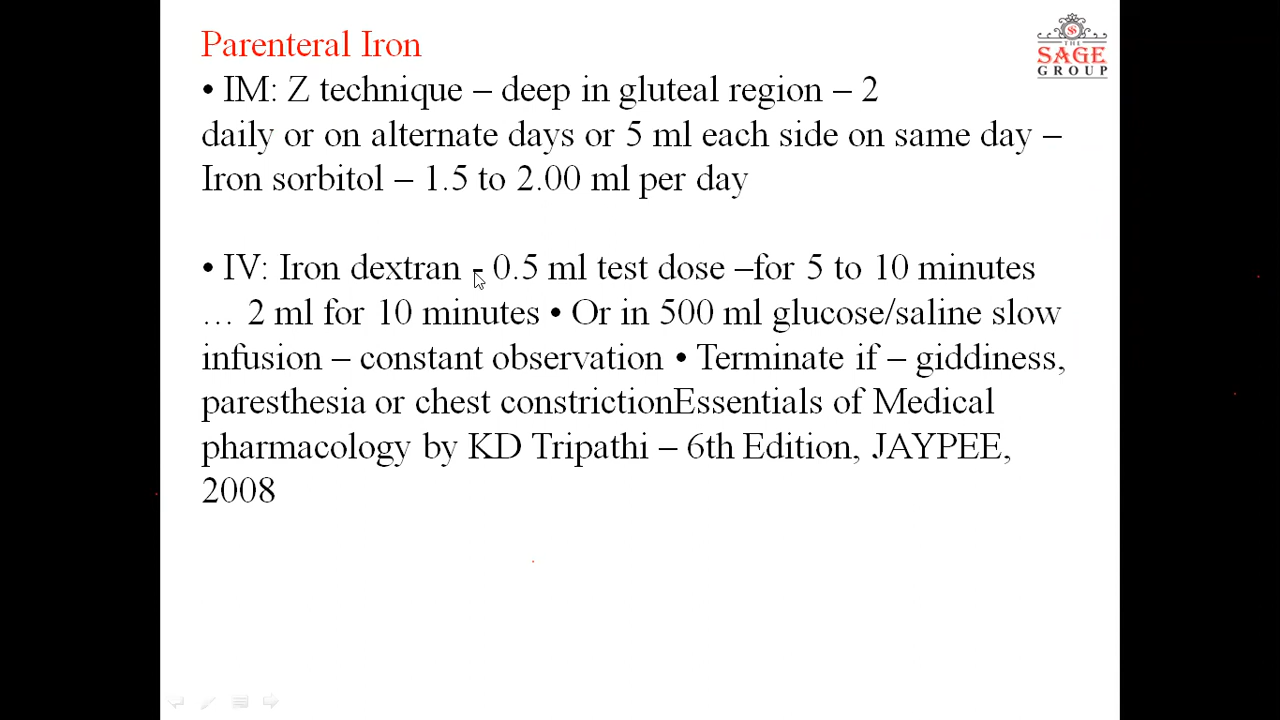 Parenteral Iron
THE
SAGE
GROUP
• IM: Z technique – deep in gluteal region – 2
daily or on alternate days or 5 ml each side on same day –
Iron sorbitol – 1.5 to 2.00 ml per day
• IV: Iron dextran - 0.5 ml test dose –for 5 to 10 minutes
… 2 ml for 10 minutes • Or in 500 ml glucose/saline slow
infusion – constant observation • Terminate if – giddiness,
paresthesia or chest constrictionEssentials of Medical
pharmacology by KD Tripathi – 6th Edition, JAYPEE,
2008